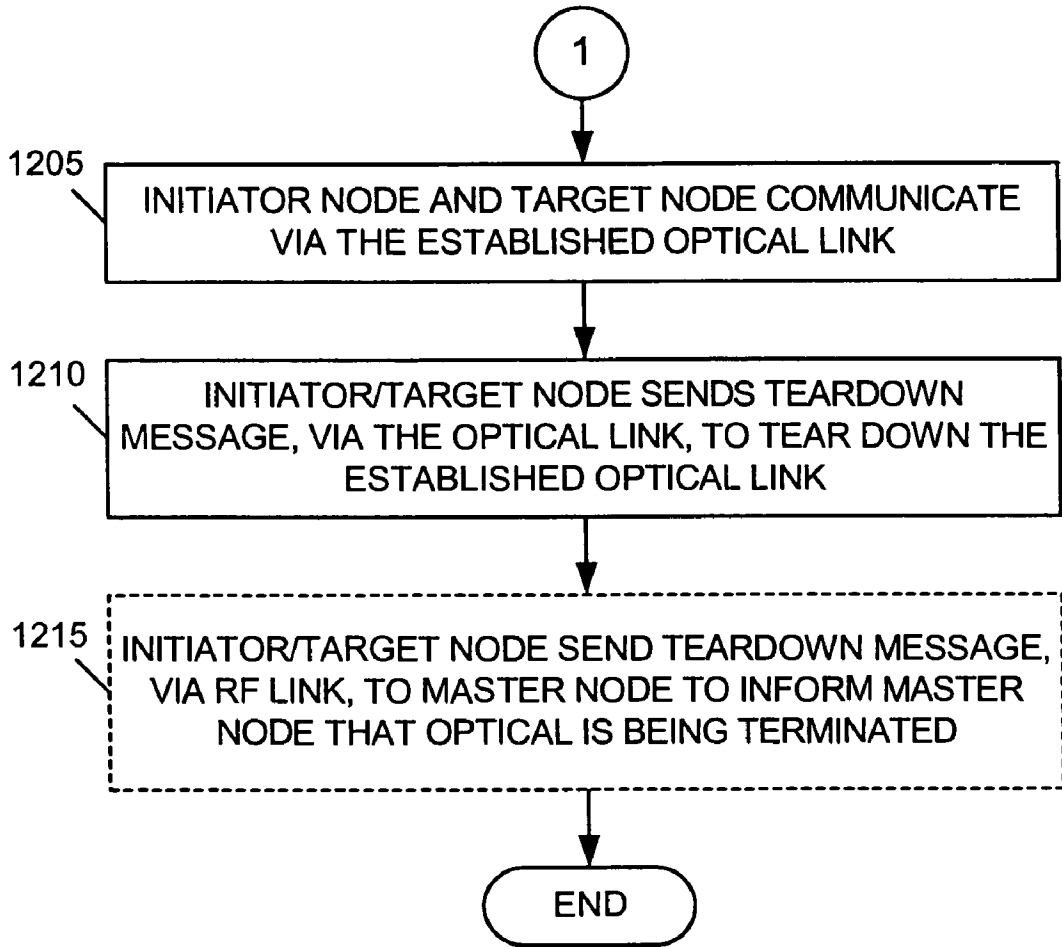 1
1205
INITIATOR NODE AND TARGET NODE COMMUNICATE
VIA THE ESTABLISHED OPTICAL LINK
1210
INITIATOR/TARGET NODE SENDS TEARDOWN
MESSAGE, VIA THE OPTICAL LINK, TO TEAR DOWN THE
ESTABLISHED OPTICAL LINK
1215
INITIATOR/TARGET NODE SEND TEARDOWN MESSAGE,
VIA RF LINK, TO MASTER NODE TO INFORM MASTER
NODE THAT OPTICAL IS BEING TERMINATED
END